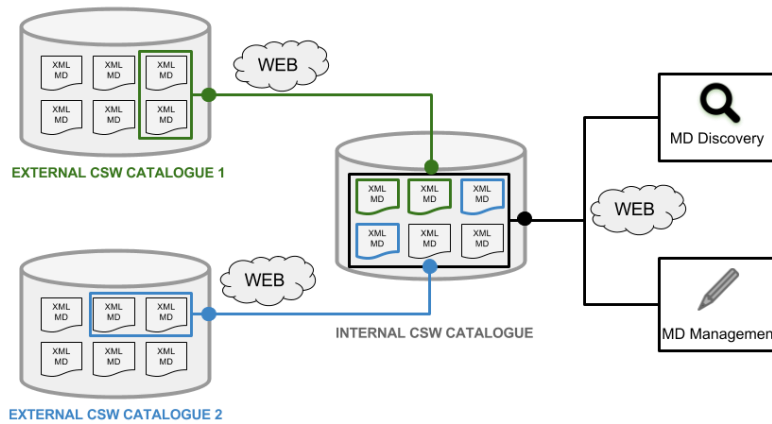 XML
MD
XML
MD
XML
MD
XML
MD
XML
MD
XML
MD
WEB
EXTERNAL CSW CATALOGUE 1
MD Discovery
XML
MD
XML
MD
XML
MD
XML
MD
XML
MD
XML
MD
WEB
INTERNAL CSW CATALOGUE
MD Managemen
XML
MD
XML
MD
XML
MD
XML
MD
XML
MD
XML
MD
WEB
EXTERNAL CSW CATALOGUE 2